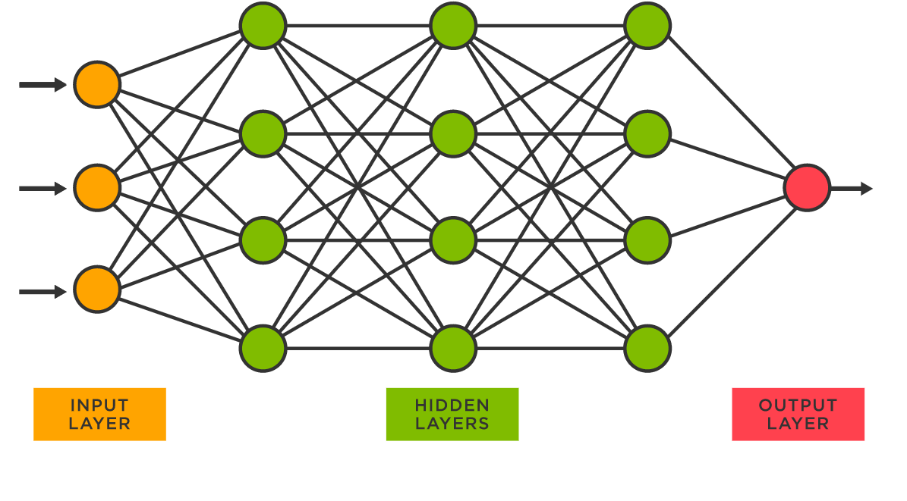 INPUT
LAYER
HIDDEN
LAYERS
OUTPUT
LAYER